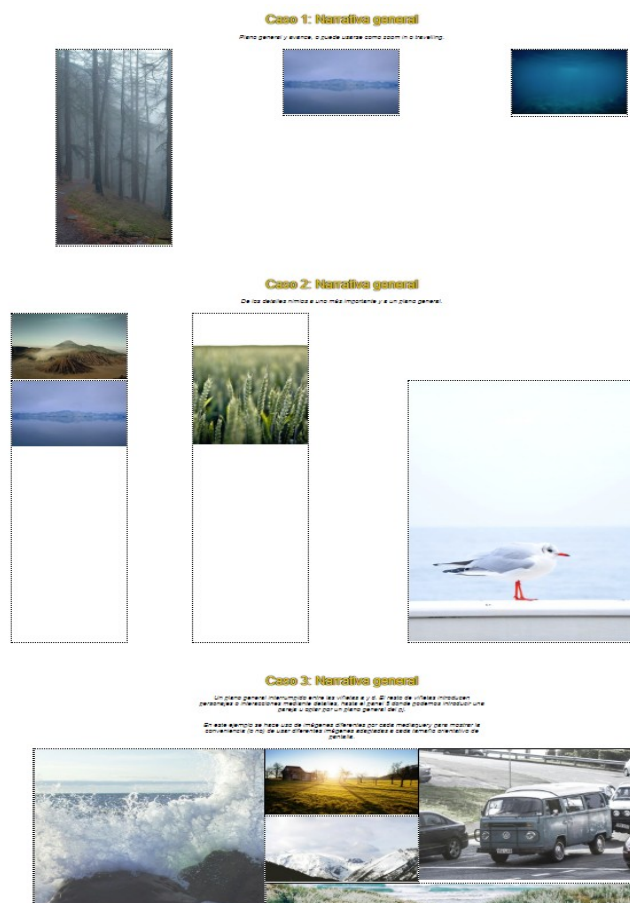 Caso 1: Narrativa general
Plano general y avance, o puede usarse como zoom in o travelling.
Caso 2: Narrativa general
De los detalles nimios a uno más importante y a un plano general.
Caso 3: Narrativa general
Un plano general interrumpido entre las viñetas a y d. El resto de viñetas introducen
personajes o interacciones mediante detalles, hasta el panel 5 donde podemos introducir una
pareja u optar por un plano general del pj.
En este ejemplo se hace uso de imágenes diferentes por cada mediaquery para mostrar la
conveniencia (o no) de usar diferentes imágenes adaptadas a cada tamaño orientativo de
pantalla.